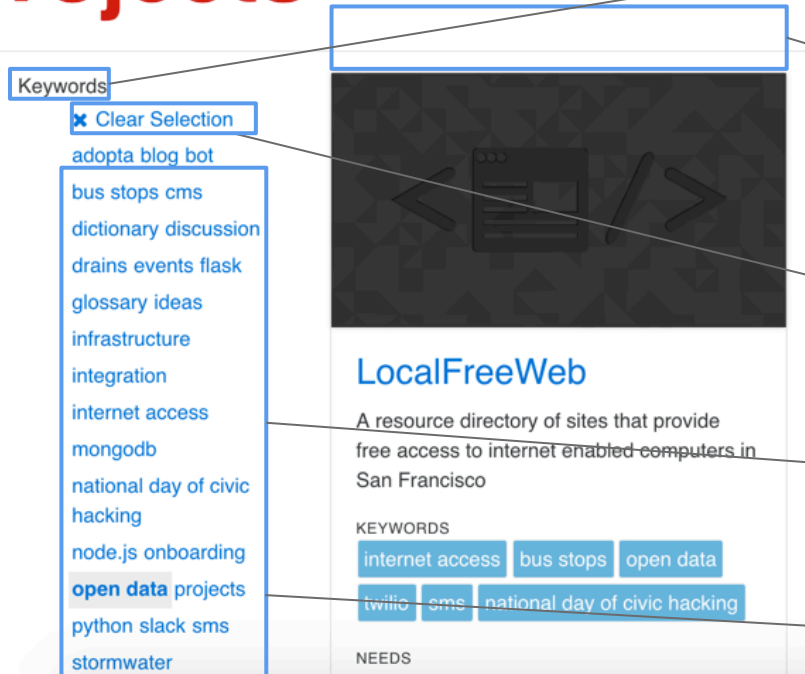 Keywords
✖ Clear Selection
adopta blog bot
bus stops cms
dictionary discussion
drains events flask
glossary ideas
infrastructure
integration
internet access
mongodb
national day of civic
hacking
node.js onboarding
open data projects
python slack sms
stormwater
LocalFreeWeb
A resource directory of sites that provide
free access to internet enabled computers in
San Francisco
KEYWORDS
internet access bus stops open data
twilio sms national day of civic hacking
NEEDS